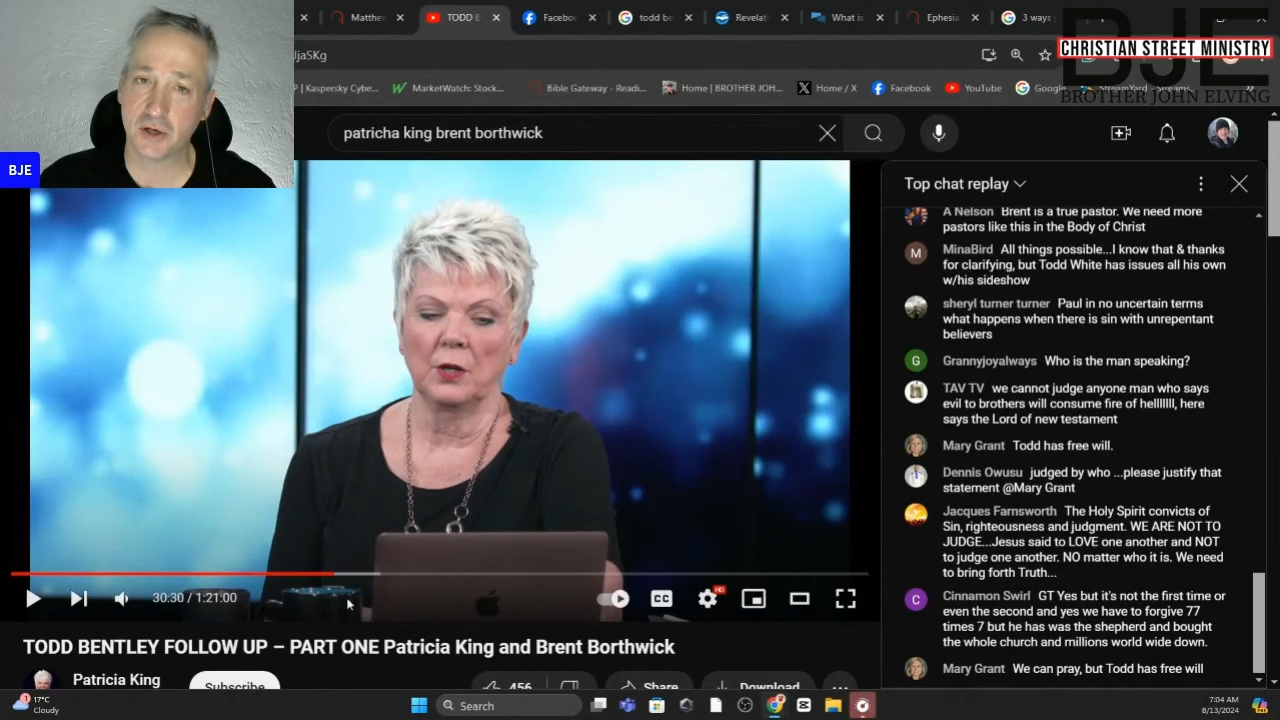 Matthe
TODD B
Faceboo
todd be
Revelati
What is
Ephesia
3 ways
CHRISTIAN STREET MINISTRY
BJE
BROTHER JOHN ELVING
JjaSKg
P | Kaspersky Cybe...
MarketWatch: Stock...
Bible Gateway - Readi...
Home | BROTHER JOH...
Home / X
Facebook
YouTube
StreamYard - Streams...
patricha king brent borthwick
BJE
Top chat replay
A Nelson Brent is a true pastor. We need more
pastors like this in the Body of Christ
M
MinaBird All things possible...I know that & thanks
for clarifying, but Todd White has issues all his own
w/his sideshow
sheryl turner turner Paul in no uncertain terms
what happens when there is sin with unrepentant
believers
G
Grannyjoyalways Who is the man speaking?
TAV TV we cannot judge anyone man who says
evil to brothers will consume fire of helllllll, here
says the Lord of new testament
Mary Grant Todd has free will.
Dennis Owusu judged by who ...please justify that
statement @Mary Grant
Jacques Farnsworth The Holy Spirit convicts of
Sin, righteousness and judgment. WE ARE NOT TO
JUDGE...Jesus said to LOVE one another and NOT
to judge one another. NO matter who it is. We need
to bring forth Truth...
C
Cinnamon Swirl GT Yes but it's not the first time or
even the second and yes we have to forgive 77
times 7 but he has was the shepherd and bought
the whole church and millions world wide down.
Mary Grant We can pray, but Todd has free will
30:30 / 1:21:00
CC
HD
TODD BENTLEY FOLLOW UP – PART ONE Patricia King and Brent Borthwick
Patricia King
Subscribe
456
Share
Download
17°C
Cloudy
Search
7:04 AM
8/13/2024